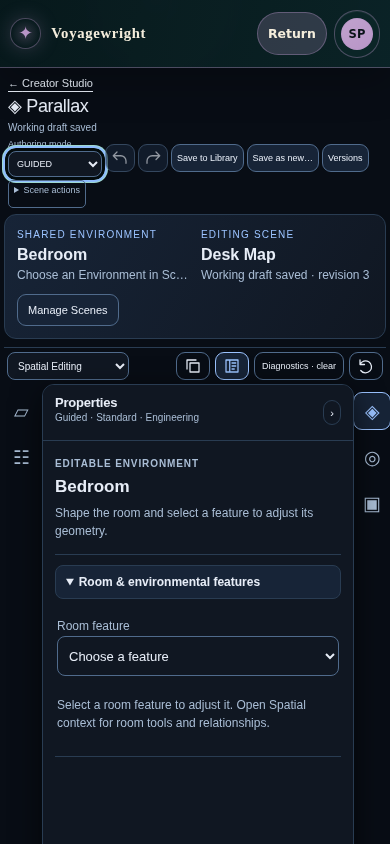 Voyagewright
Return
SP
← Creator Studio
Parallax
Working draft saved
Authoring mode
GUIDED
Save to Library
Save as new…
Versions
Scene actions
SHARED ENVIRONMENT
Bedroom
Choose an Environment in Sc…
EDITING SCENE
Desk Map
Working draft saved · revision 3
Manage Scenes
Spatial Editing
Diagnostics · clear
Properties
Guided · Standard · Engineering
EDITABLE ENVIRONMENT
Bedroom
Shape the room and select a feature to adjust its
geometry.
Room & environmental features
Room feature
Choose a feature
Select a room feature to adjust it. Open Spatial
context for room tools and relationships.